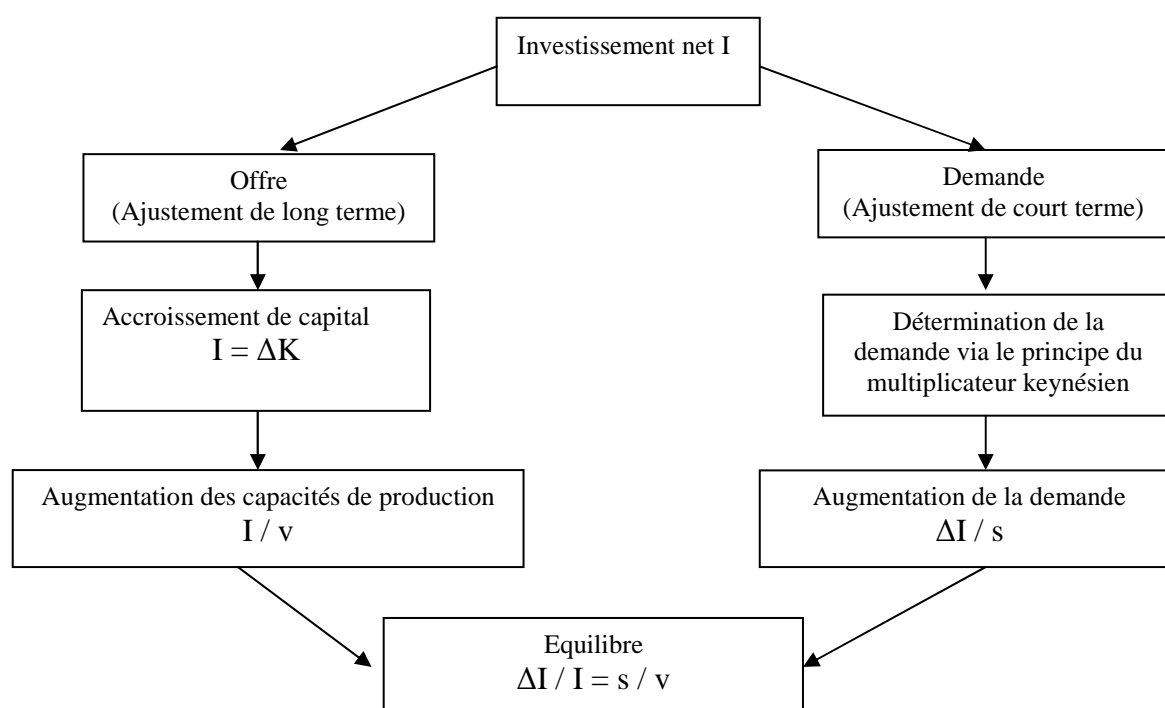 Investissement net I
Offre
(Ajustement de long terme)
Demande
(Ajustement de court terme)
Accroissement de capital
I = ΔK
Détermination de la
demande via le principe du
multiplicateur keynésien
Augmentation des capacités de production
I / v
Augmentation de la demande
ΔI / s
Equilibre
ΔI / I = s / v